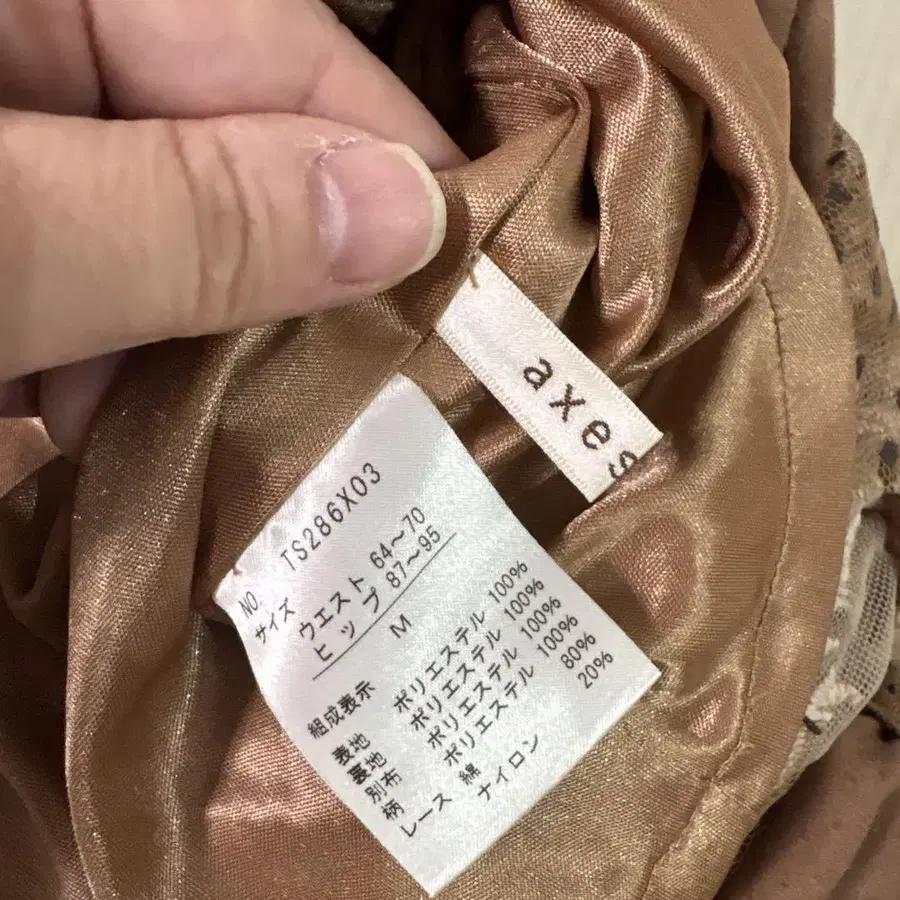 axes
NO. TS286X03
サイズ
ウエスト 64〜70
ヒップ 87〜95
M
組成表示
表地 ポリエステル 100%
裏地 ポリエステル 100%
別布 ポリエステル 100%
柄 ポリエステル 100%
レース 綿 80%
ナイロン 20%